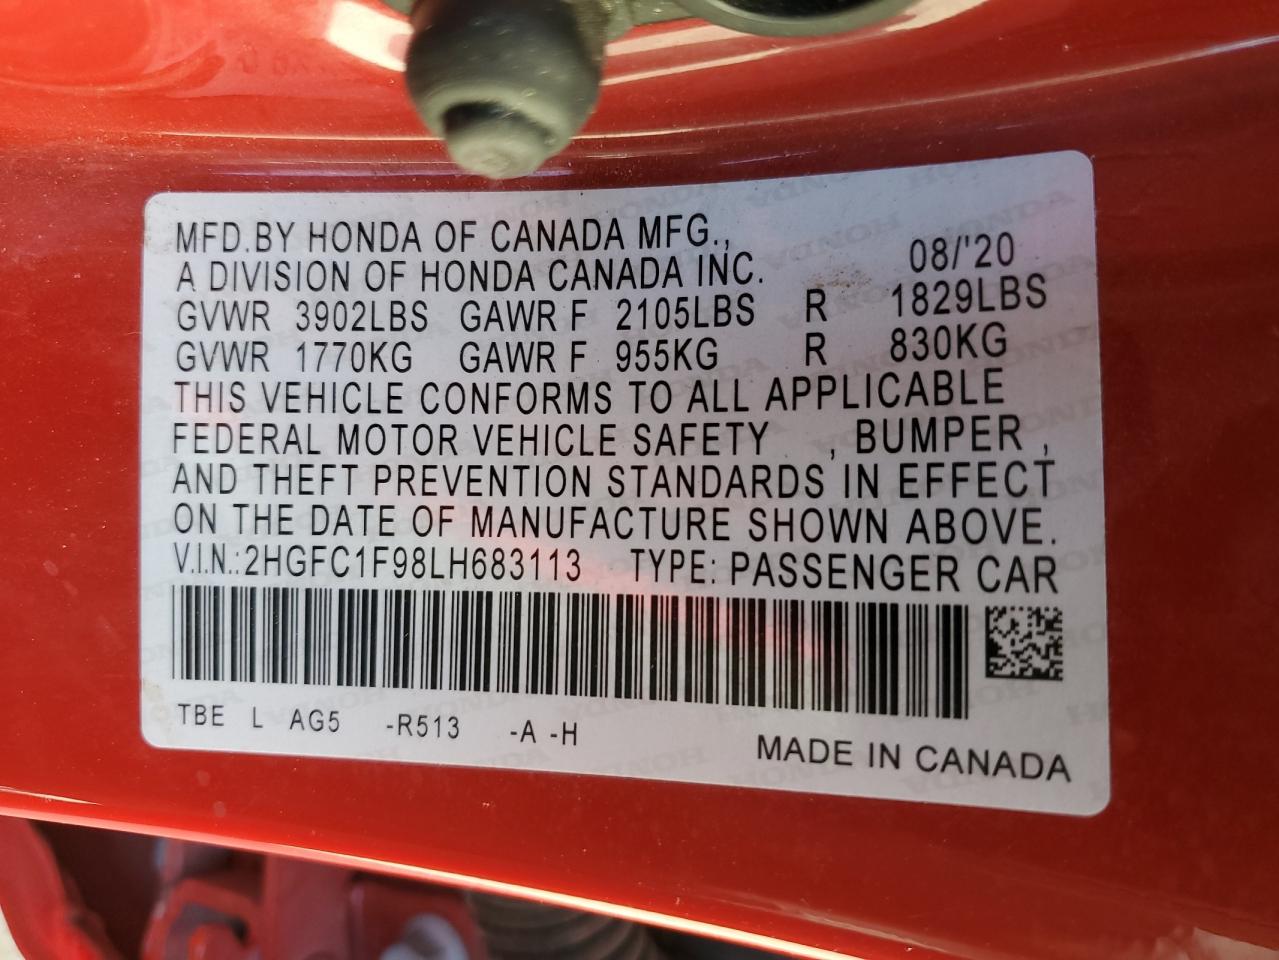 MFD.BY HONDA OF CANADA MFG.,
A DIVISION OF HONDA CANADA INC. 08/'20
GVWR 3902LBS GAWR F 2105LBS R 1829LBS
GVWR 1770KG GAWR F 955KG R 830KG
THIS VEHICLE CONFORMS TO ALL APPLICABLE
FEDERAL MOTOR VEHICLE SAFETY , BUMPER ,
AND THEFT PREVENTION STANDARDS IN EFFECT
ON THE DATE OF MANUFACTURE SHOWN ABOVE.
V.I.N.:2HGFC1F98LH683113 TYPE: PASSENGER CAR
TBE L AG5 -R513 -A -H
MADE IN CANADA